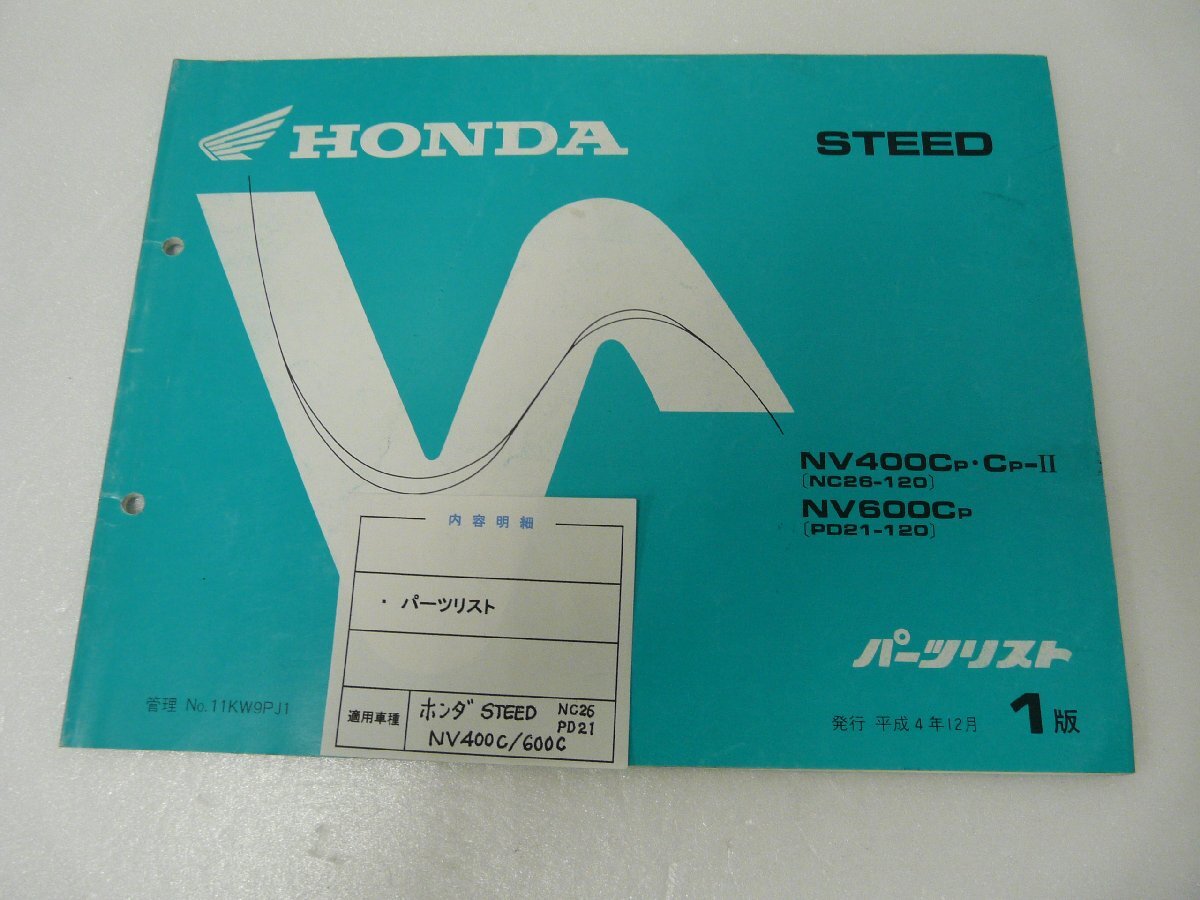 HONDA
STEED
NV400CP・CP-II
〔NC26-120〕
NV600CP
〔PD21-120〕
内容明細
・ パーツリスト
適用車種
ホンダ STEED NC26
PD21
NV400C/600C
パーツリスト
管理 No.11KW9PJ1
発行 平成4年12月
1版